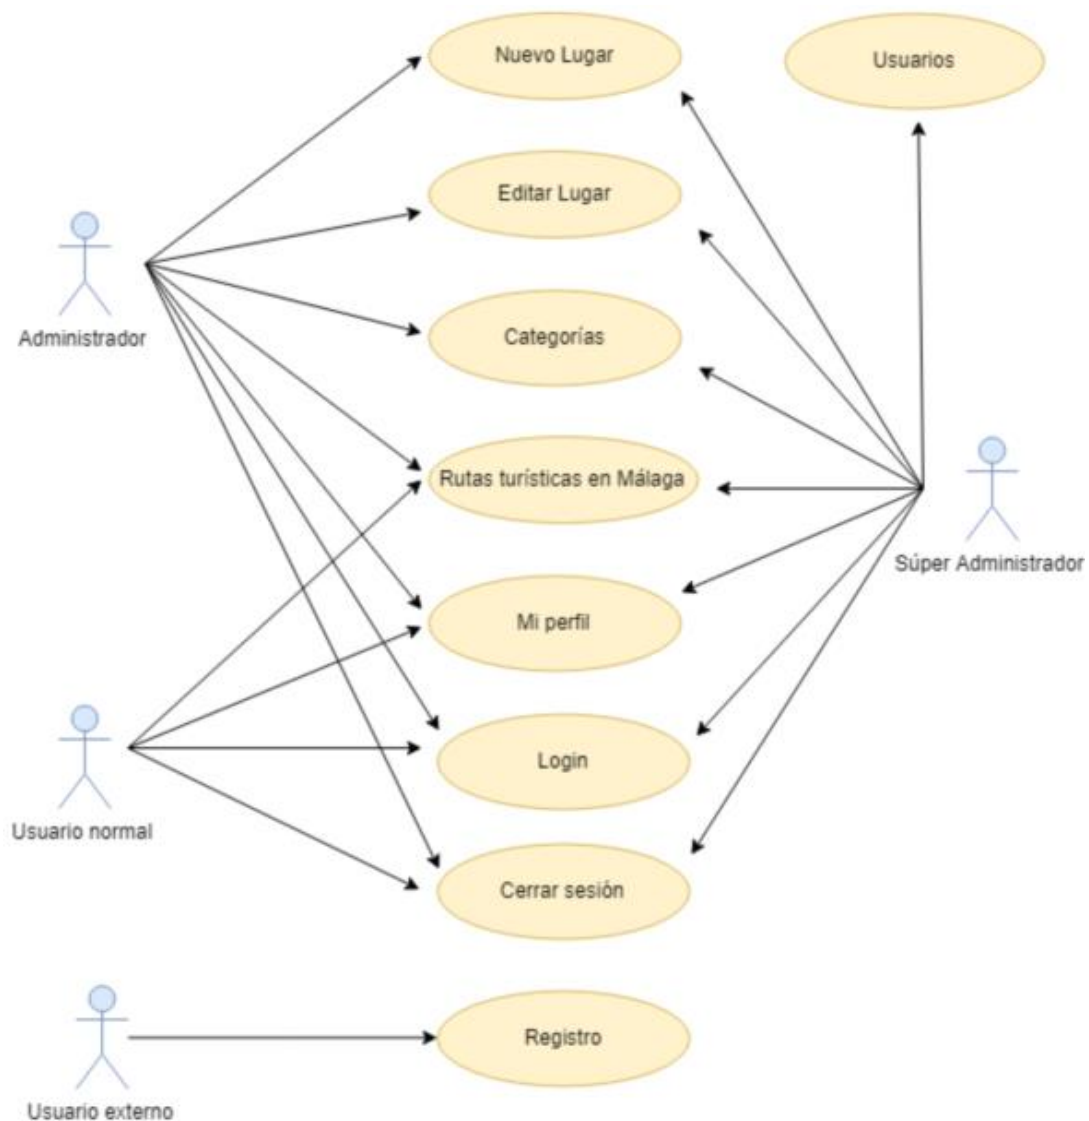 Nuevo Lugar
Usuarios
Editar Lugar
Administrador
Categorías
Rutas turísticas en Málaga
Súper Administrador
Mi perfil
Usuario normal
Login
Cerrar sesión
Registro
Usuario externo